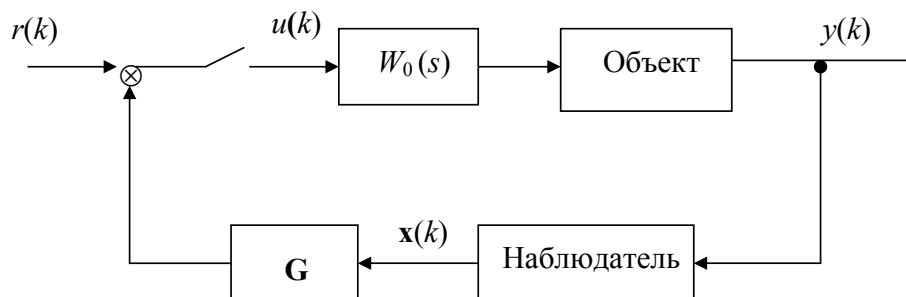 r(k)
u(k)
W₀(s)
Объект
y(k)
G
x(k)
Наблюдатель